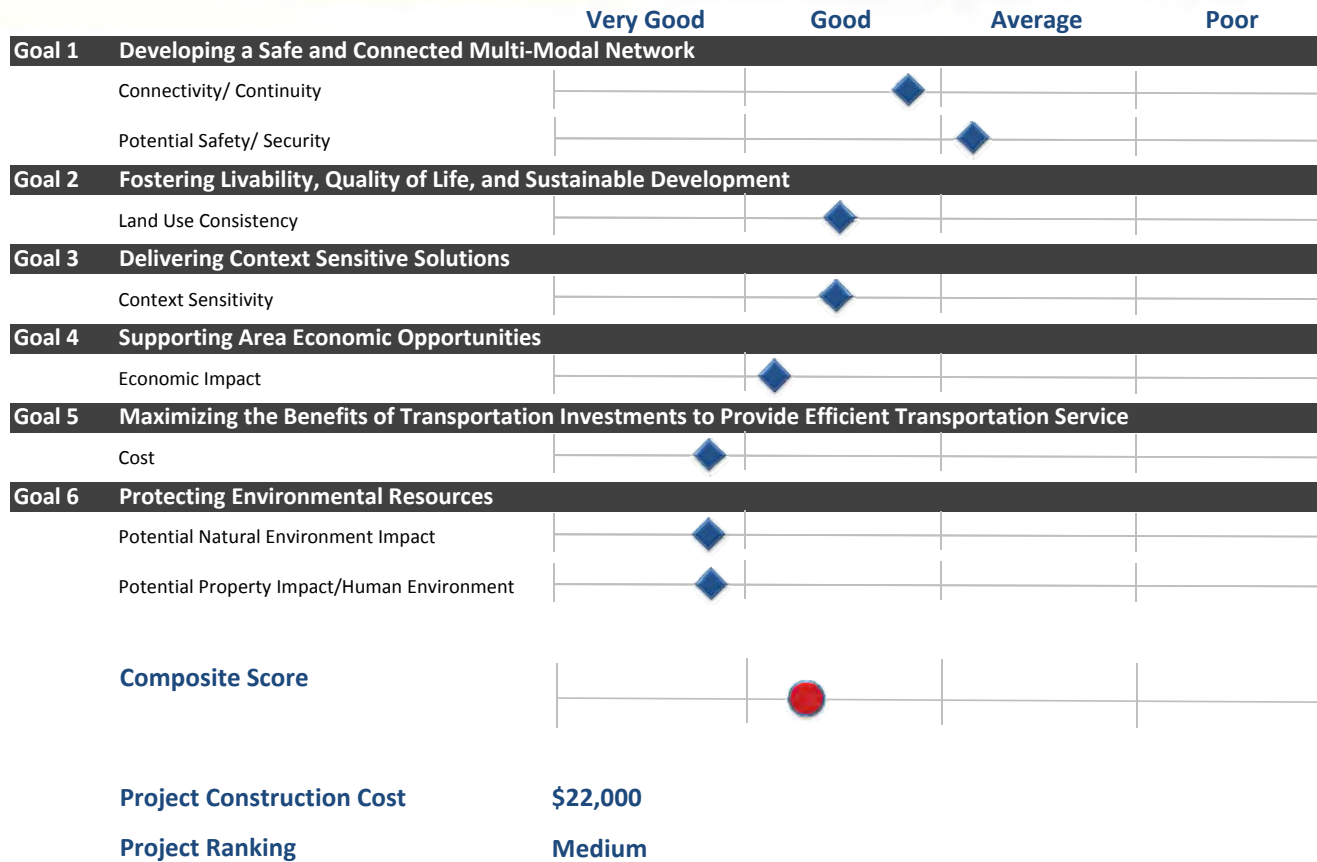 Very Good Good Average Poor
Goal 1 Developing a Safe and Connected Multi-Modal Network
Connectivity/ Continuity
Potential Safety/ Security
Goal 2 Fostering Livability, Quality of Life, and Sustainable Development
Land Use Consistency
Goal 3 Delivering Context Sensitive Solutions
Context Sensitivity
Goal 4 Supporting Area Economic Opportunities
Economic Impact
Goal 5 Maximizing the Benefits of Transportation Investments to Provide Efficient Transportation Service
Cost
Goal 6 Protecting Environmental Resources
Potential Natural Environment Impact
Potential Property Impact/Human Environment
Composite Score
Project Construction Cost $22,000
Project Ranking Medium